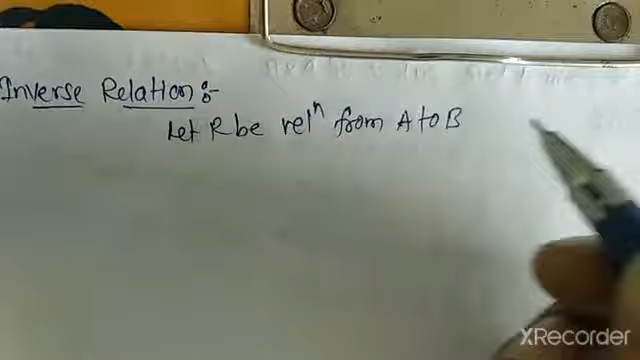 Inverse Relation :-
Let R be relⁿ from A to B
XRecorder